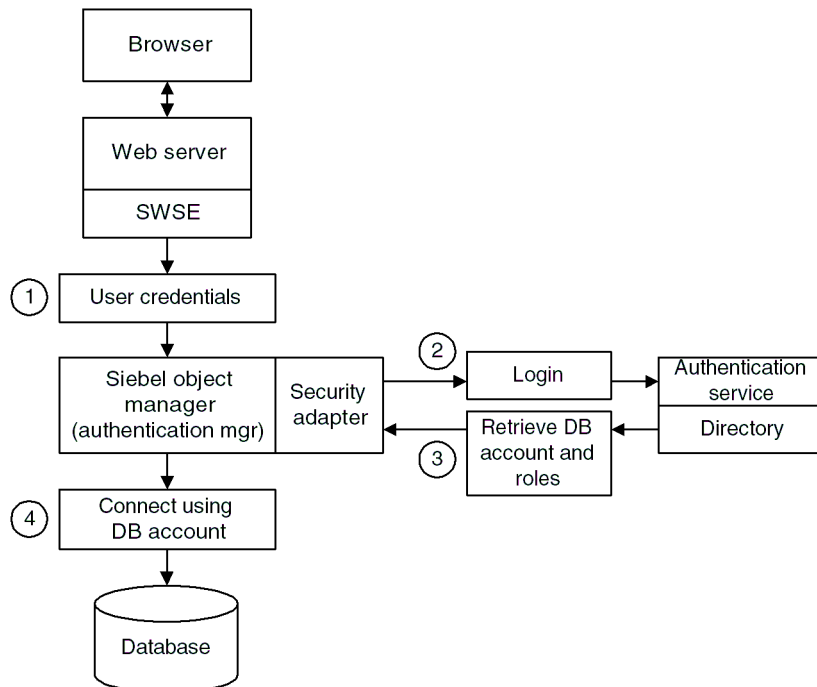 Browser
Web server
SWSE
1
User credentials
Siebel object
manager
(authentication mgr)
Security
adapter
2
Login
Authentication
service
Directory
3
Retrieve DB
account and
roles
4
Connect using
DB account
Database